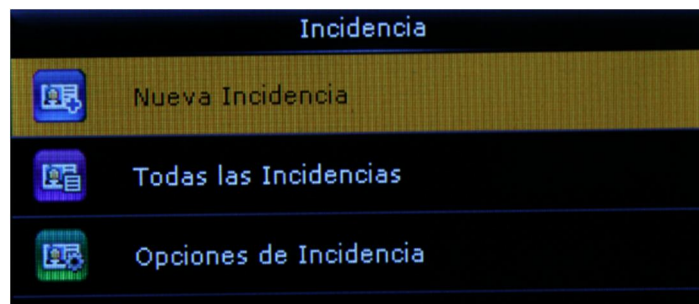 Incidencia
Nueva Incidencia
Todas las Incidencias
Opciones de Incidencia